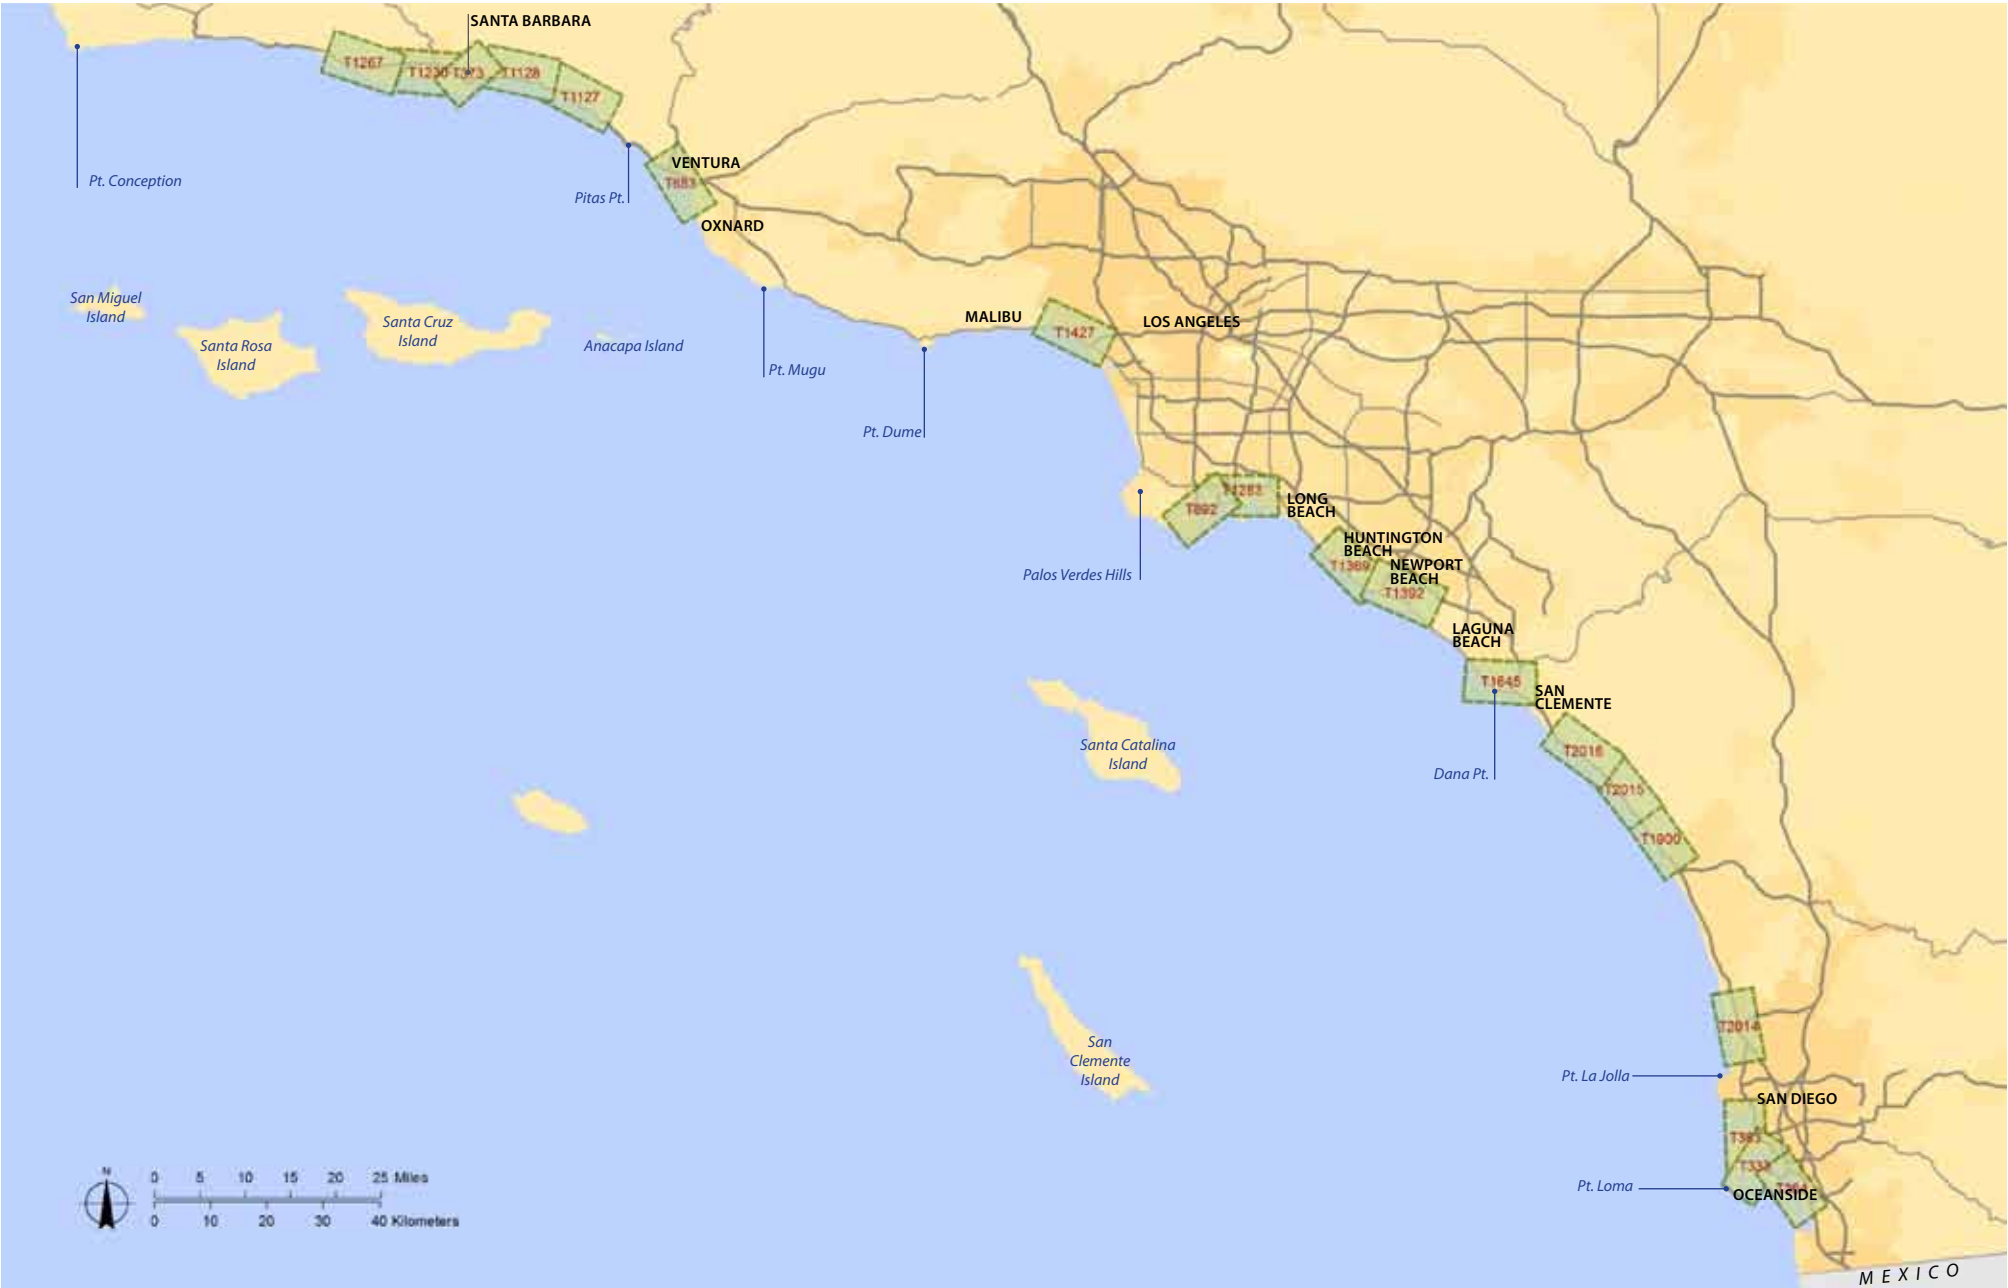 SANTA BARBARA
T1267
T1230
T373
T1128
T1127
Pt. Conception
Pitas Pt.
VENTURA
T683
OXNARD
San Miguel
Island
Santa Rosa
Island
Santa Cruz
Island
Anacapa Island
Pt. Mugu
MALIBU
T1427
LOS ANGELES
Pt. Dume
T892
T1283
LONG
BEACH
Palos Verdes Hills
HUNTINGTON
BEACH
T1369
NEWPORT
BEACH
T1392
LAGUNA
BEACH
T1645
SAN
CLEMENTE
Dana Pt.
Santa Catalina
Island
T2016
T2015
T1900
San
Clemente
Island
T2014
Pt. La Jolla
SAN DIEGO
Pt. Loma
OCEANSIDE
N
0 5 10 15 20 25 Miles
0 10 20 30 40 Kilometers
MEXICO